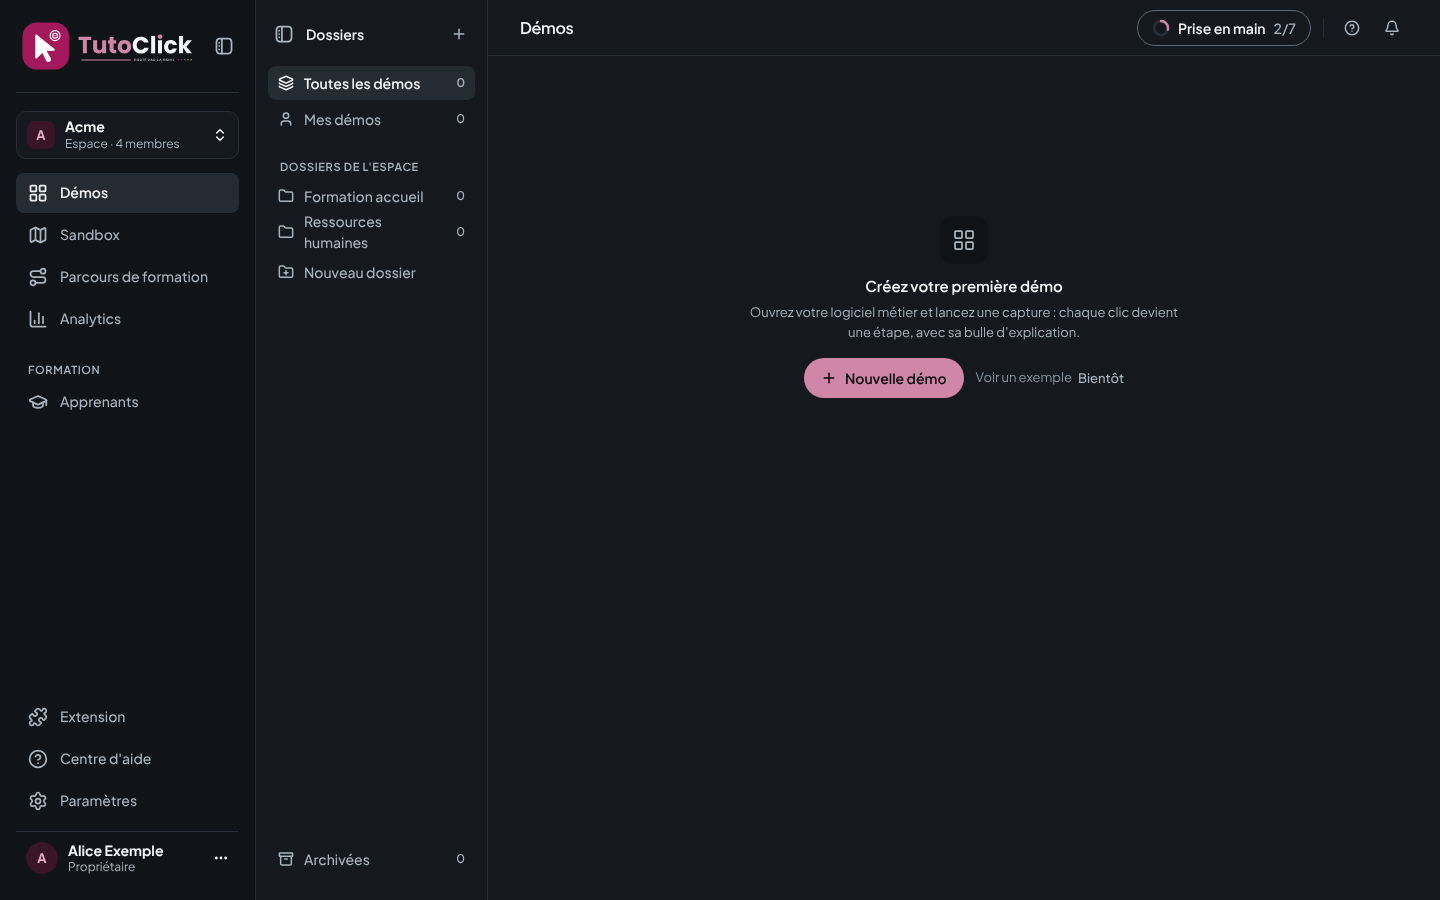 TutoClick
Acme
Espace · 4 membres
Démos
Sandbox
Parcours de formation
Analytics
FORMATION
Apprenants
Extension
Centre d'aide
Paramètres
A
Alice Exemple
Propriétaire
Dossiers
Toutes les démos 0
Mes démos 0
DOSSIERS DE L'ESPACE
Formation accueil 0
Ressources
humaines 0
Nouveau dossier
Archivées 0
Démos
Prise en main 2/7
Créez votre première démo
Ouvrez votre logiciel métier et lancez une capture : chaque clic devient
une étape, avec sa bulle d'explication.
Nouvelle démo
Voir un exemple Bientôt